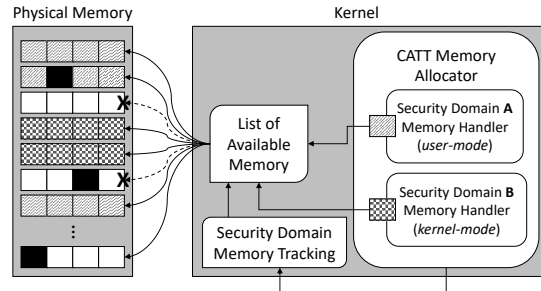 Physical Memory
Kernel
CATT Memory
Allocator
Security Domain A
Memory Handler
(user-mode)
List of
Available
Memory
Security Domain B
Memory Handler
(kernel-mode)
Security Domain
Memory Tracking
X
X
...